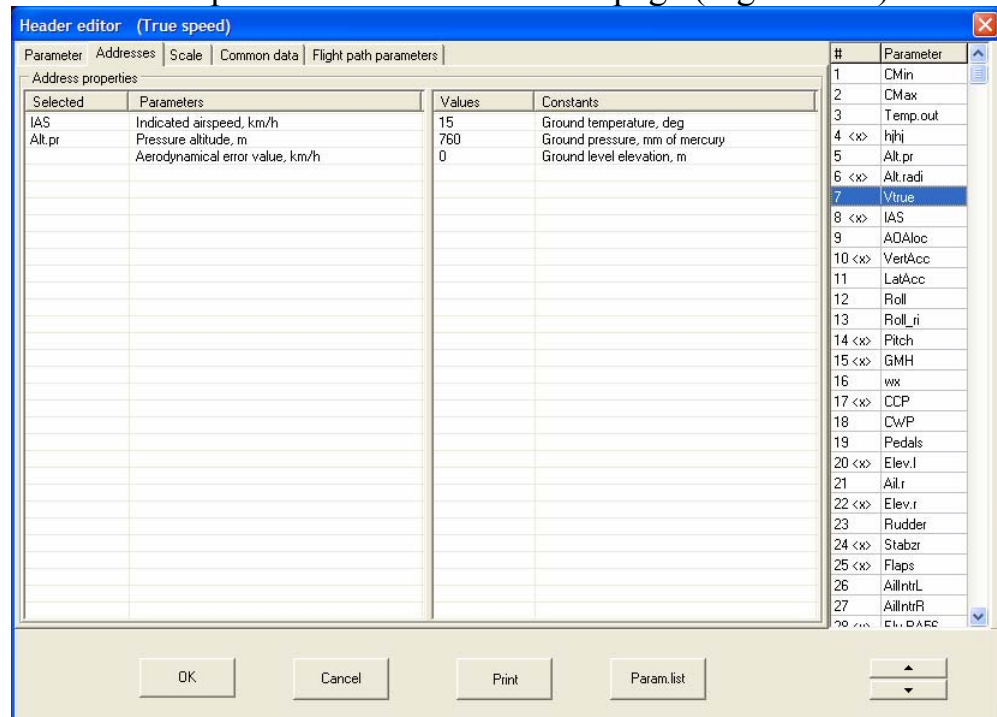 Header editor (True speed)
Parameter Addresses Scale Common data Flight path parameters
Address properties
Selected Parameters
IAS Indicated airspeed, km/h
Alt.pr Pressure altitude, m
Aerodynamical error value, km/h
Values Constants
15 Ground temperature, deg
760 Ground pressure, mm of mercury
0 Ground level elevation, m
# Parameter
1 CMin
2 CMax
3 Temp.out
4 <x> hjhj
5 Alt.pr
6 <x> Alt.radi
7 Vtrue
8 <x> IAS
9 AOAloc
10 <x> VertAcc
11 LatAcc
12 Roll
13 Roll_ri
14 <x> Pitch
15 <x> GMH
16 wx
17 <x> CCP
18 CWP
19 Pedals
20 <x> Elev.l
21 Ail.r
22 <x> Elev.r
23 Rudder
24 <x> Stabzr
25 <x> Flaps
26 AilIntrL
27 AilIntrR
OK Cancel Print Param.list